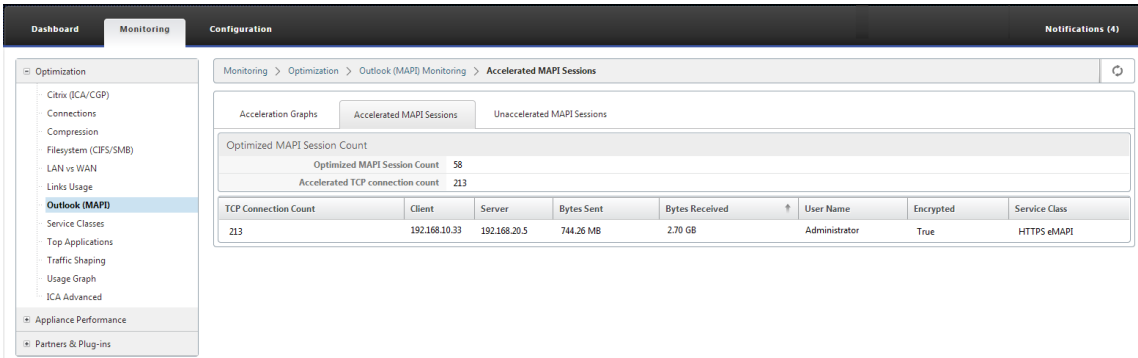 Dashboard Monitoring Configuration Notifications (4)
Optimization
Citrix (ICA/CGP)
Connections
Compression
Filesystem (CIFS/SMB)
LAN vs WAN
Links Usage
Outlook (MAPI)
Service Classes
Top Applications
Traffic Shaping
Usage Graph
ICA Advanced
Appliance Performance
Partners & Plug-ins
Monitoring > Optimization > Outlook (MAPI) Monitoring > Accelerated MAPI Sessions
Acceleration Graphs Accelerated MAPI Sessions Unaccelerated MAPI Sessions
Optimized MAPI Session Count
Optimized MAPI Session Count 58
Accelerated TCP connection count 213
TCP Connection Count Client Server Bytes Sent Bytes Received User Name Encrypted Service Class
213 192.168.10.33 192.168.20.5 744.26 MB 2.70 GB Administrator True HTTPS eMAPI